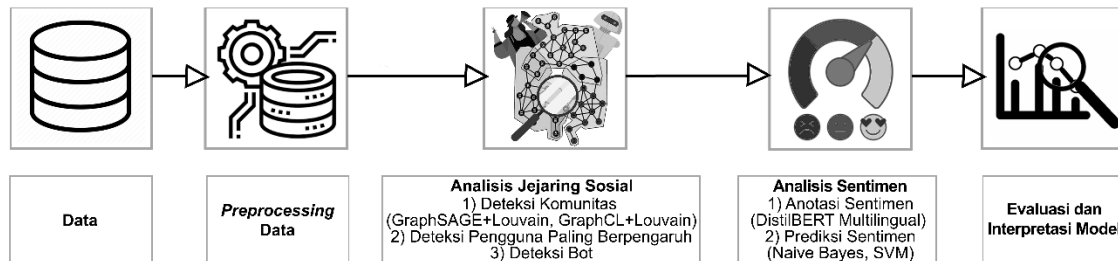 Data
Preprocessing
Data
Analisis Jejaring Sosial
1) Deteksi Komunitas
(GraphSAGE+Louvain, GraphCL+Louvain)
2) Deteksi Pengguna Paling Berpengaruh
3) Deteksi Bot
Analisis Sentimen
1) Anotasi Sentimen
(DistilBERT Multilingual)
2) Prediksi Sentimen
(Naive Bayes, SVM)
Evaluasi dan
Interpretasi Model